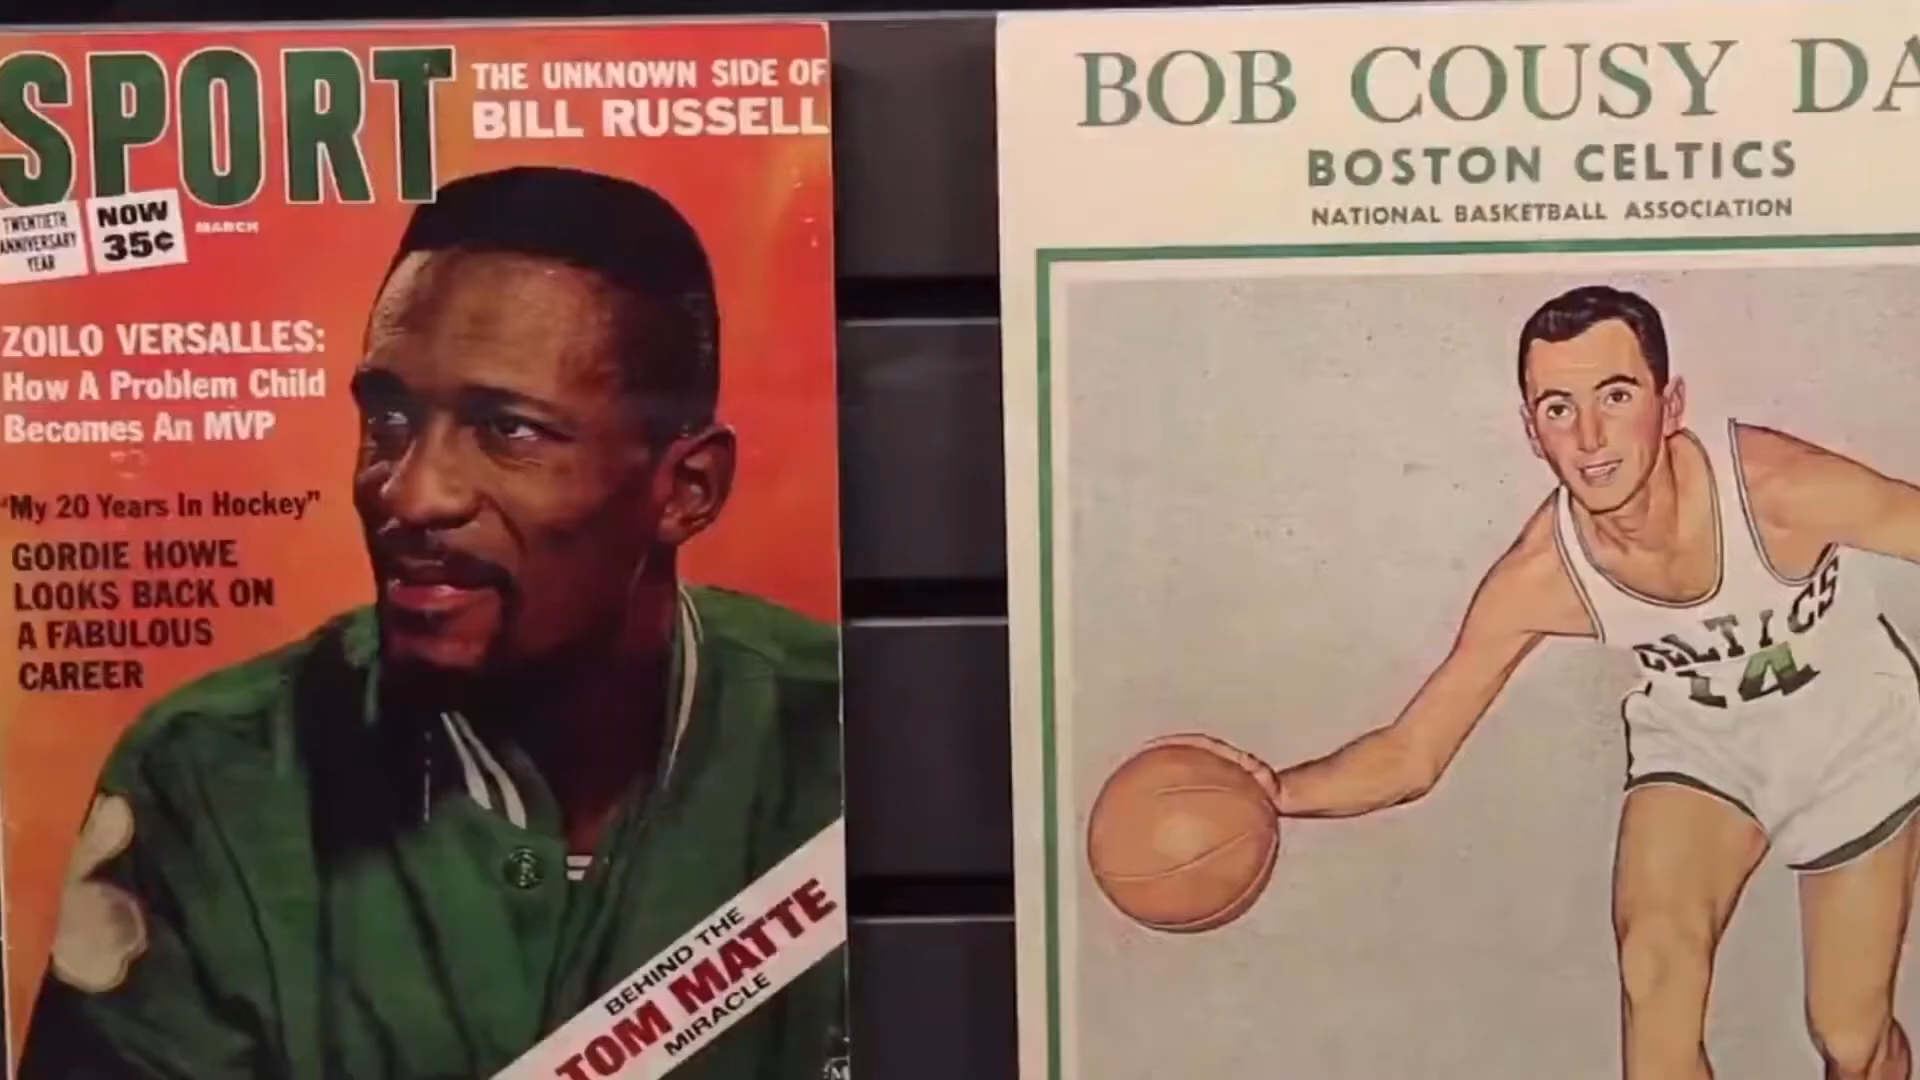 SPORT
THE UNKNOWN SIDE OF
BILL RUSSELL
TWENTIETH
ANNIVERSARY
YEAR
NOW
35¢
MARCH
ZOILO VERSALLES:
How A Problem Child
Becomes An MVP
"My 20 Years In Hockey"
GORDIE HOWE
LOOKS BACK ON
A FABULOUS
CAREER
BEHIND THE
TOM MATTE
MIRACLE
BOB COUSY DA
BOSTON CELTICS
NATIONAL BASKETBALL ASSOCIATION
CELTICS
14